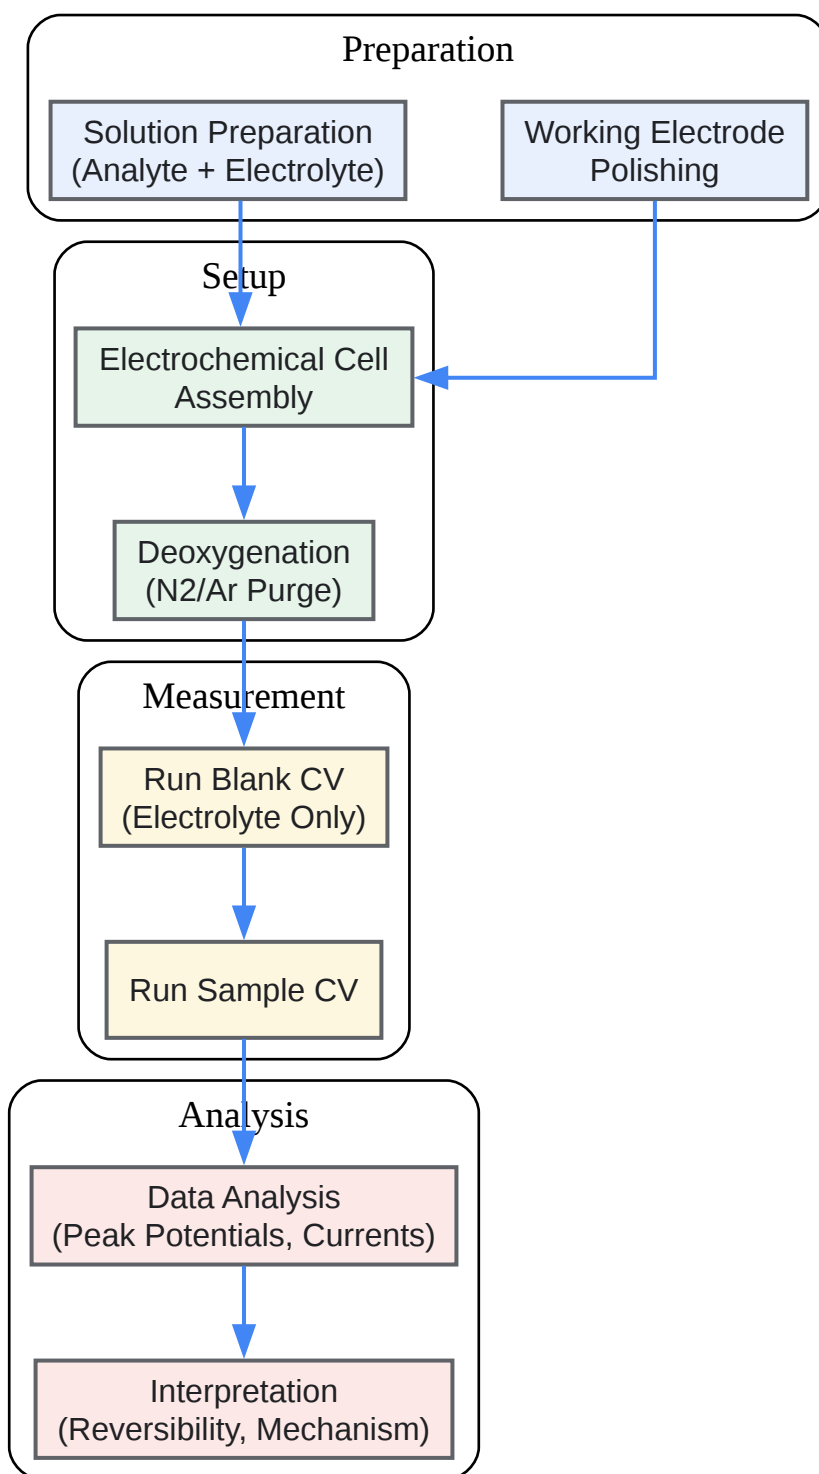 Preparation
Solution Preparation
(Analyte + Electrolyte)
Working Electrode
Polishing
Setup
Electrochemical Cell
Assembly
Deoxygenation
(N2/Ar Purge)
Measurement
Run Blank CV
(Electrolyte Only)
Run Sample CV
Analysis
Data Analysis
(Peak Potentials, Currents)
Interpretation
(Reversibility, Mechanism)